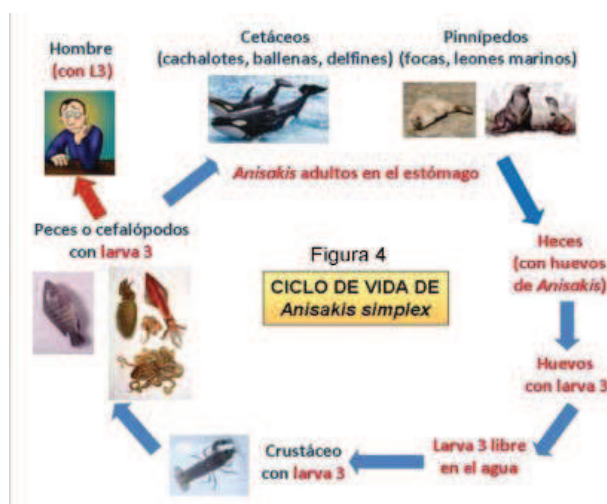 Hombre
(con L3)
Cetáceos
(cachalotes, ballenas, delfines)
Pinnípedos
(focas, leones marinos)
Anisakis adultos en el estómago
Peces o cefalópodos
con larva 3
Figura 4
CICLO DE VIDA DE
Anisakis simplex
Heces
(con huevos
de Anisakis)
Huevos
con larva 3
Larva 3 libre
en el agua
Crustáceo
con larva 3